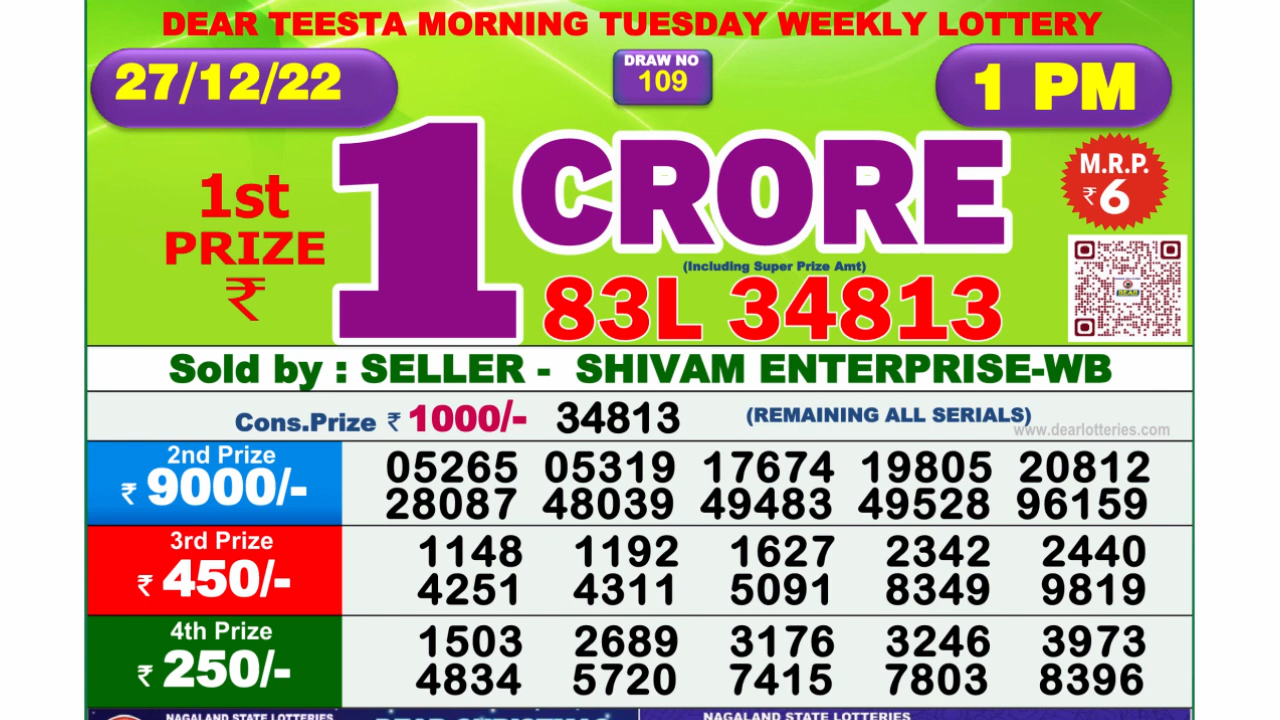 DEAR TEESTA MORNING TUESDAY WEEKLY LOTTERY
27/12/22
DRAW NO
109
1 PM
1st
PRIZE
₹
1 CRORE
(Including Super Prize Amt)
83L 34813
M.R.P.
₹6
DEAR
Sold by : SELLER - SHIVAM ENTERPRISE-WB
Cons.Prize ₹ 1000/- 34813 (REMAINING ALL SERIALS)
www.dearlotteries.com
2nd Prize
₹ 9000/-
05265 05319 17674 19805 20812
28087 48039 49483 49528 96159
3rd Prize
₹ 450/-
1148 1192 1627 2342 2440
4251 4311 5091 8349 9819
4th Prize
₹ 250/-
1503 2689 3176 3246 3973
4834 5720 7415 7803 8396
NAGALAND STATE LOTTERIES
DEAR CHRISTMAS
NAGALAND STATE LOTTERIES